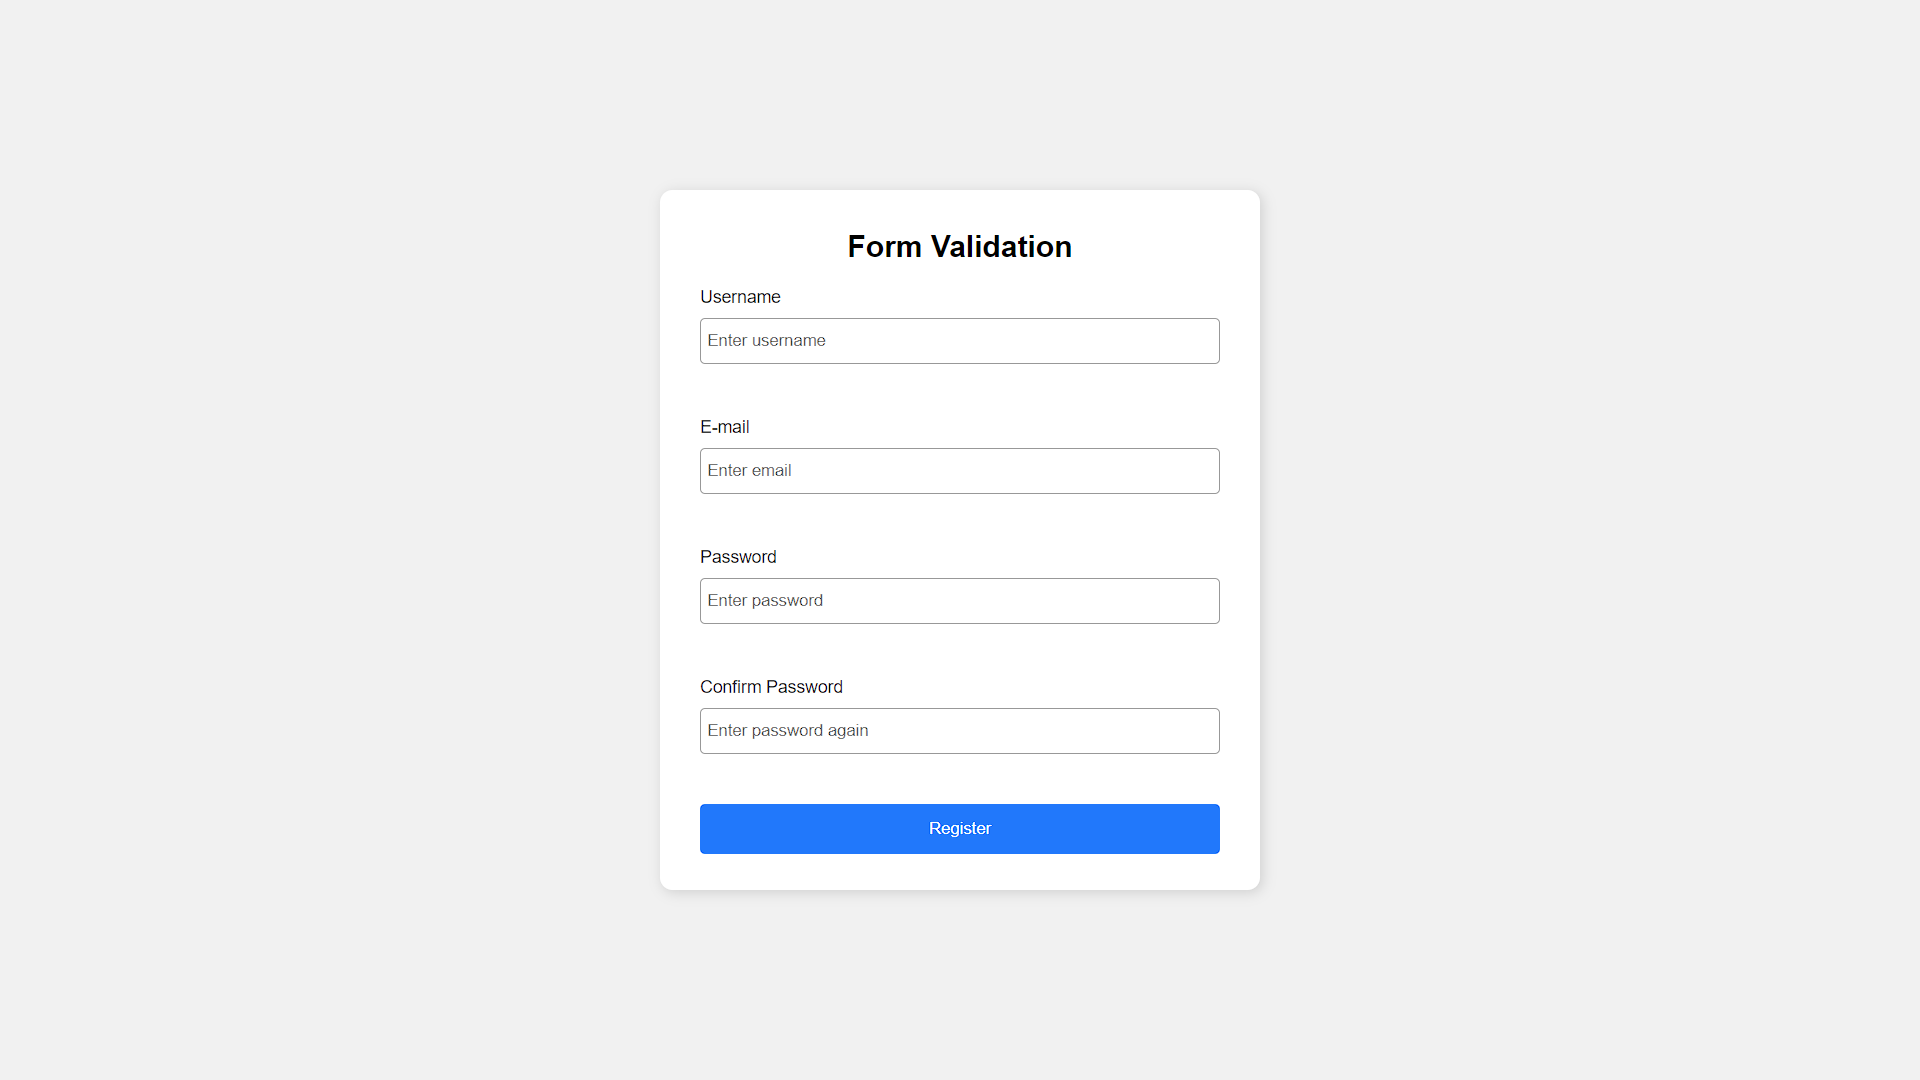 Form Validation
Username
Enter username
E-mail
Enter email
Password
Enter password
Confirm Password
Enter password again
Register